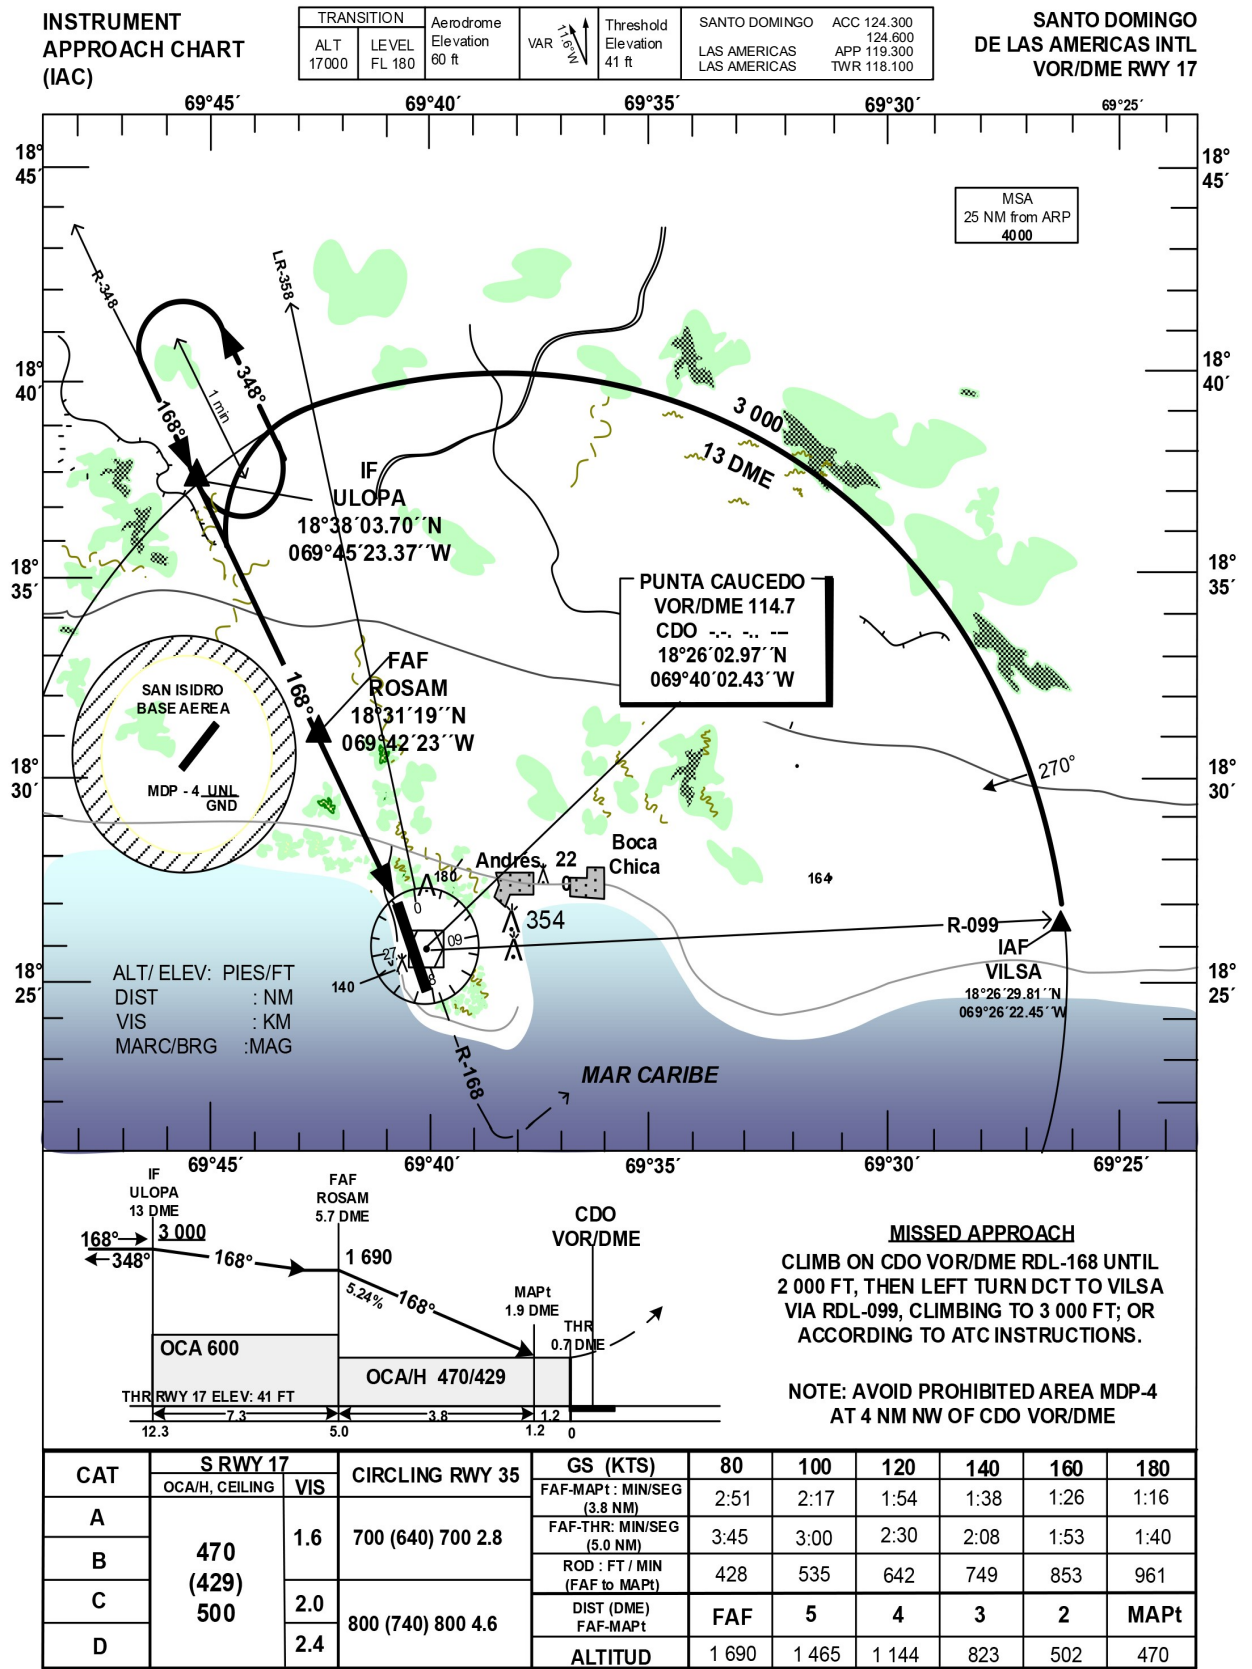 INSTRUMENT
APPROACH CHART
(IAC)
TRANSITION
ALT
17000
LEVEL
FL 180
Aerodrome
Elevation
60 ft
VAR 11.6°W
Threshold
Elevation
41 ft
SANTO DOMINGO ACC 124.300
124.600
LAS AMERICAS APP 119.300
LAS AMERICAS TWR 118.100
SANTO DOMINGO
DE LAS AMERICAS INTL
VOR/DME RWY 17
69°45´ 69°40´ 69°35´ 69°30´ 69°25´
18°
45´
18°
45´
MSA
25 NM from ARP
4000
R-348
LR-358
18°
40´
18°
40´
348°
1 min
168°
3 000
13 DME
IF
ULOPA
18°38´03.70´´N
069°45´23.37´´W
18°
35´
18°
35´
PUNTA CAUCEDO
VOR/DME 114.7
CDO -.-. -.. ---
18°26´02.97´´N
069°40´02.43´´W
168°
FAF
ROSAM
18°31´19´´N
069°42´23´´W
SAN ISIDRO
BASE AEREA
MDP - 4 UNL
GND
18°
30´
18°
30´
270°
Boca
Chica
Andrés 22
0
180
164
354
0
09
27
8
140
R-099
IAF
VILSA
18°26´29.81´´N
069°26´22.45´´W
18°
25´
18°
25´
ALT/ ELEV: PIES/FT
DIST : NM
VIS : KM
MARC/BRG :MAG
R-168
MAR CARIBE
69°45´ 69°40´ 69°35´ 69°30´ 69°25´
IF
ULOPA
13 DME
FAF
ROSAM
5.7 DME
CDO
VOR/DME
168°
348°
3 000
168°
1 690
5.24%
168°
MAPt
1.9 DME
THR
0.7 DME
OCA 600
OCA/H 470/429
THR RWY 17 ELEV: 41 FT
7.3 3.8 1.2
12.3 5.0 1.2 0
MISSED APPROACH
CLIMB ON CDO VOR/DME RDL-168 UNTIL
2 000 FT, THEN LEFT TURN DCT TO VILSA
VIA RDL-099, CLIMBING TO 3 000 FT; OR
ACCORDING TO ATC INSTRUCTIONS.
NOTE: AVOID PROHIBITED AREA MDP-4
AT 4 NM NW OF CDO VOR/DME
CAT
S RWY 17
OCA/H, CEILING VIS
CIRCLING RWY 35
A
B
C
D
470
(429)
500
1.6
2.0
2.4
700 (640) 700 2.8
800 (740) 800 4.6
GS (KTS) 80 100 120 140 160 180
FAF-MAPt : MIN/SEG
(3.8 NM)
2:51 2:17 1:54 1:38 1:26 1:16
FAF-THR: MIN/SEG
(5.0 NM)
3:45 3:00 2:30 2:08 1:53 1:40
ROD : FT / MIN
(FAF to MAPt)
428 535 642 749 853 961
DIST (DME)
FAF-MAPt
FAF 5 4 3 2 MAPt
ALTITUD 1 690 1 465 1 144 823 502 470